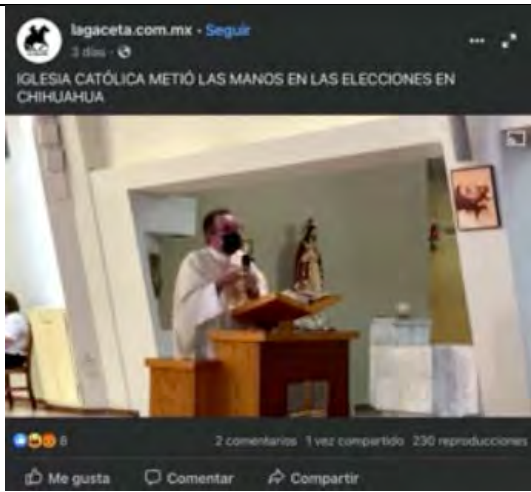 lagaceta.com.mx · Seguir
3 días ·
IGLESIA CATÓLICA METIÓ LAS MANOS EN LAS ELECCIONES EN
CHIHUAHUA
8
2 comentarios 1 vez compartido 230 reproducciones
Me gusta Comentar Compartir